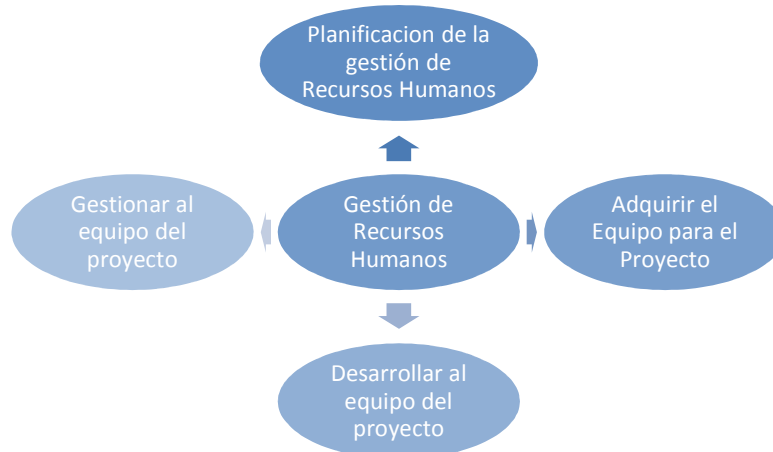 Planificacion de la
gestión de
Recursos Humanos
Gestionar al
equipo del
proyecto
Gestión de
Recursos
Humanos
Adquirir el
Equipo para el
Proyecto
Desarrollar al
equipo del
proyecto